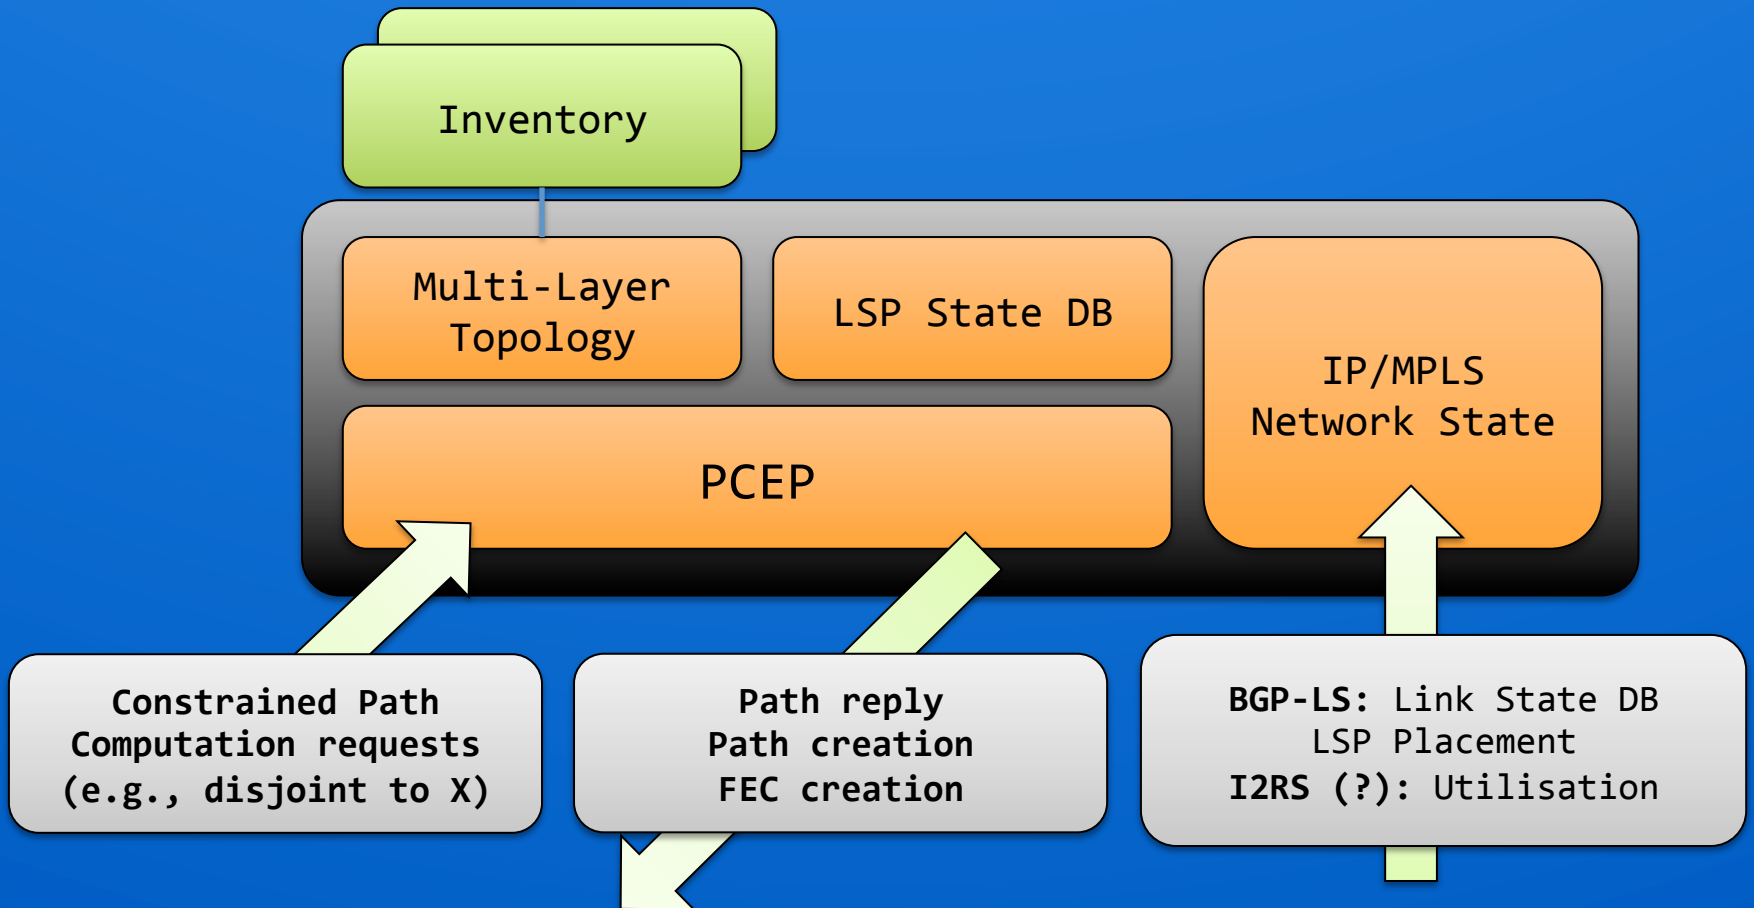 Inventory
Multi-Layer
Topology
LSP State DB
IP/MPLS
Network State
PCEP
Constrained Path
Computation requests
(e.g., disjoint to X)
Path reply
Path creation
FEC creation
BGP-LS: Link State DB
LSP Placement
I2RS (?): Utilisation